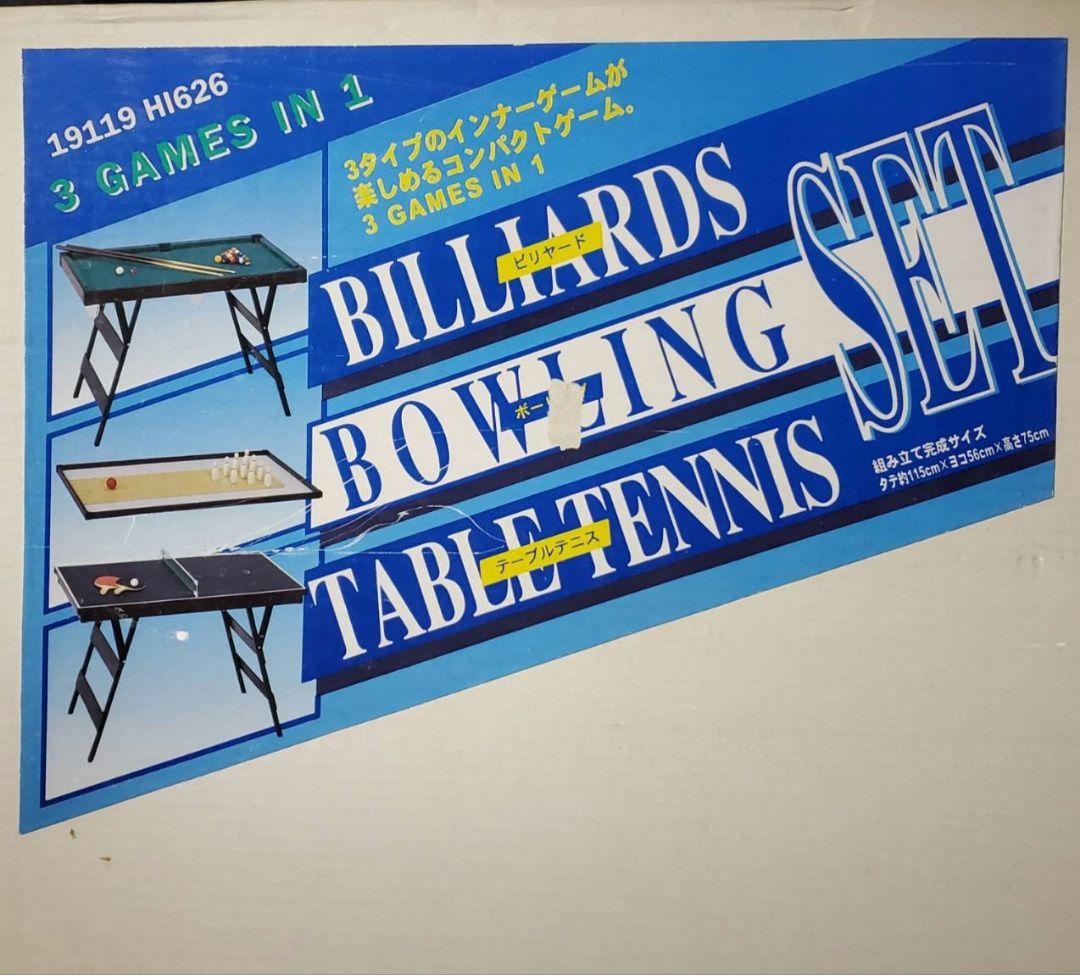 19119 HI626
3 GAMES IN 1
3タイプのインナーゲームが
楽しめるコンパクトゲーム。
3 GAMES IN 1
BILLIARDS
ビリヤード
BOWLING
TABLE TENNIS
テーブルテニス
SET
組み立て完成サイズ
タテ約115cm×ヨコ56cm×高さ75cm